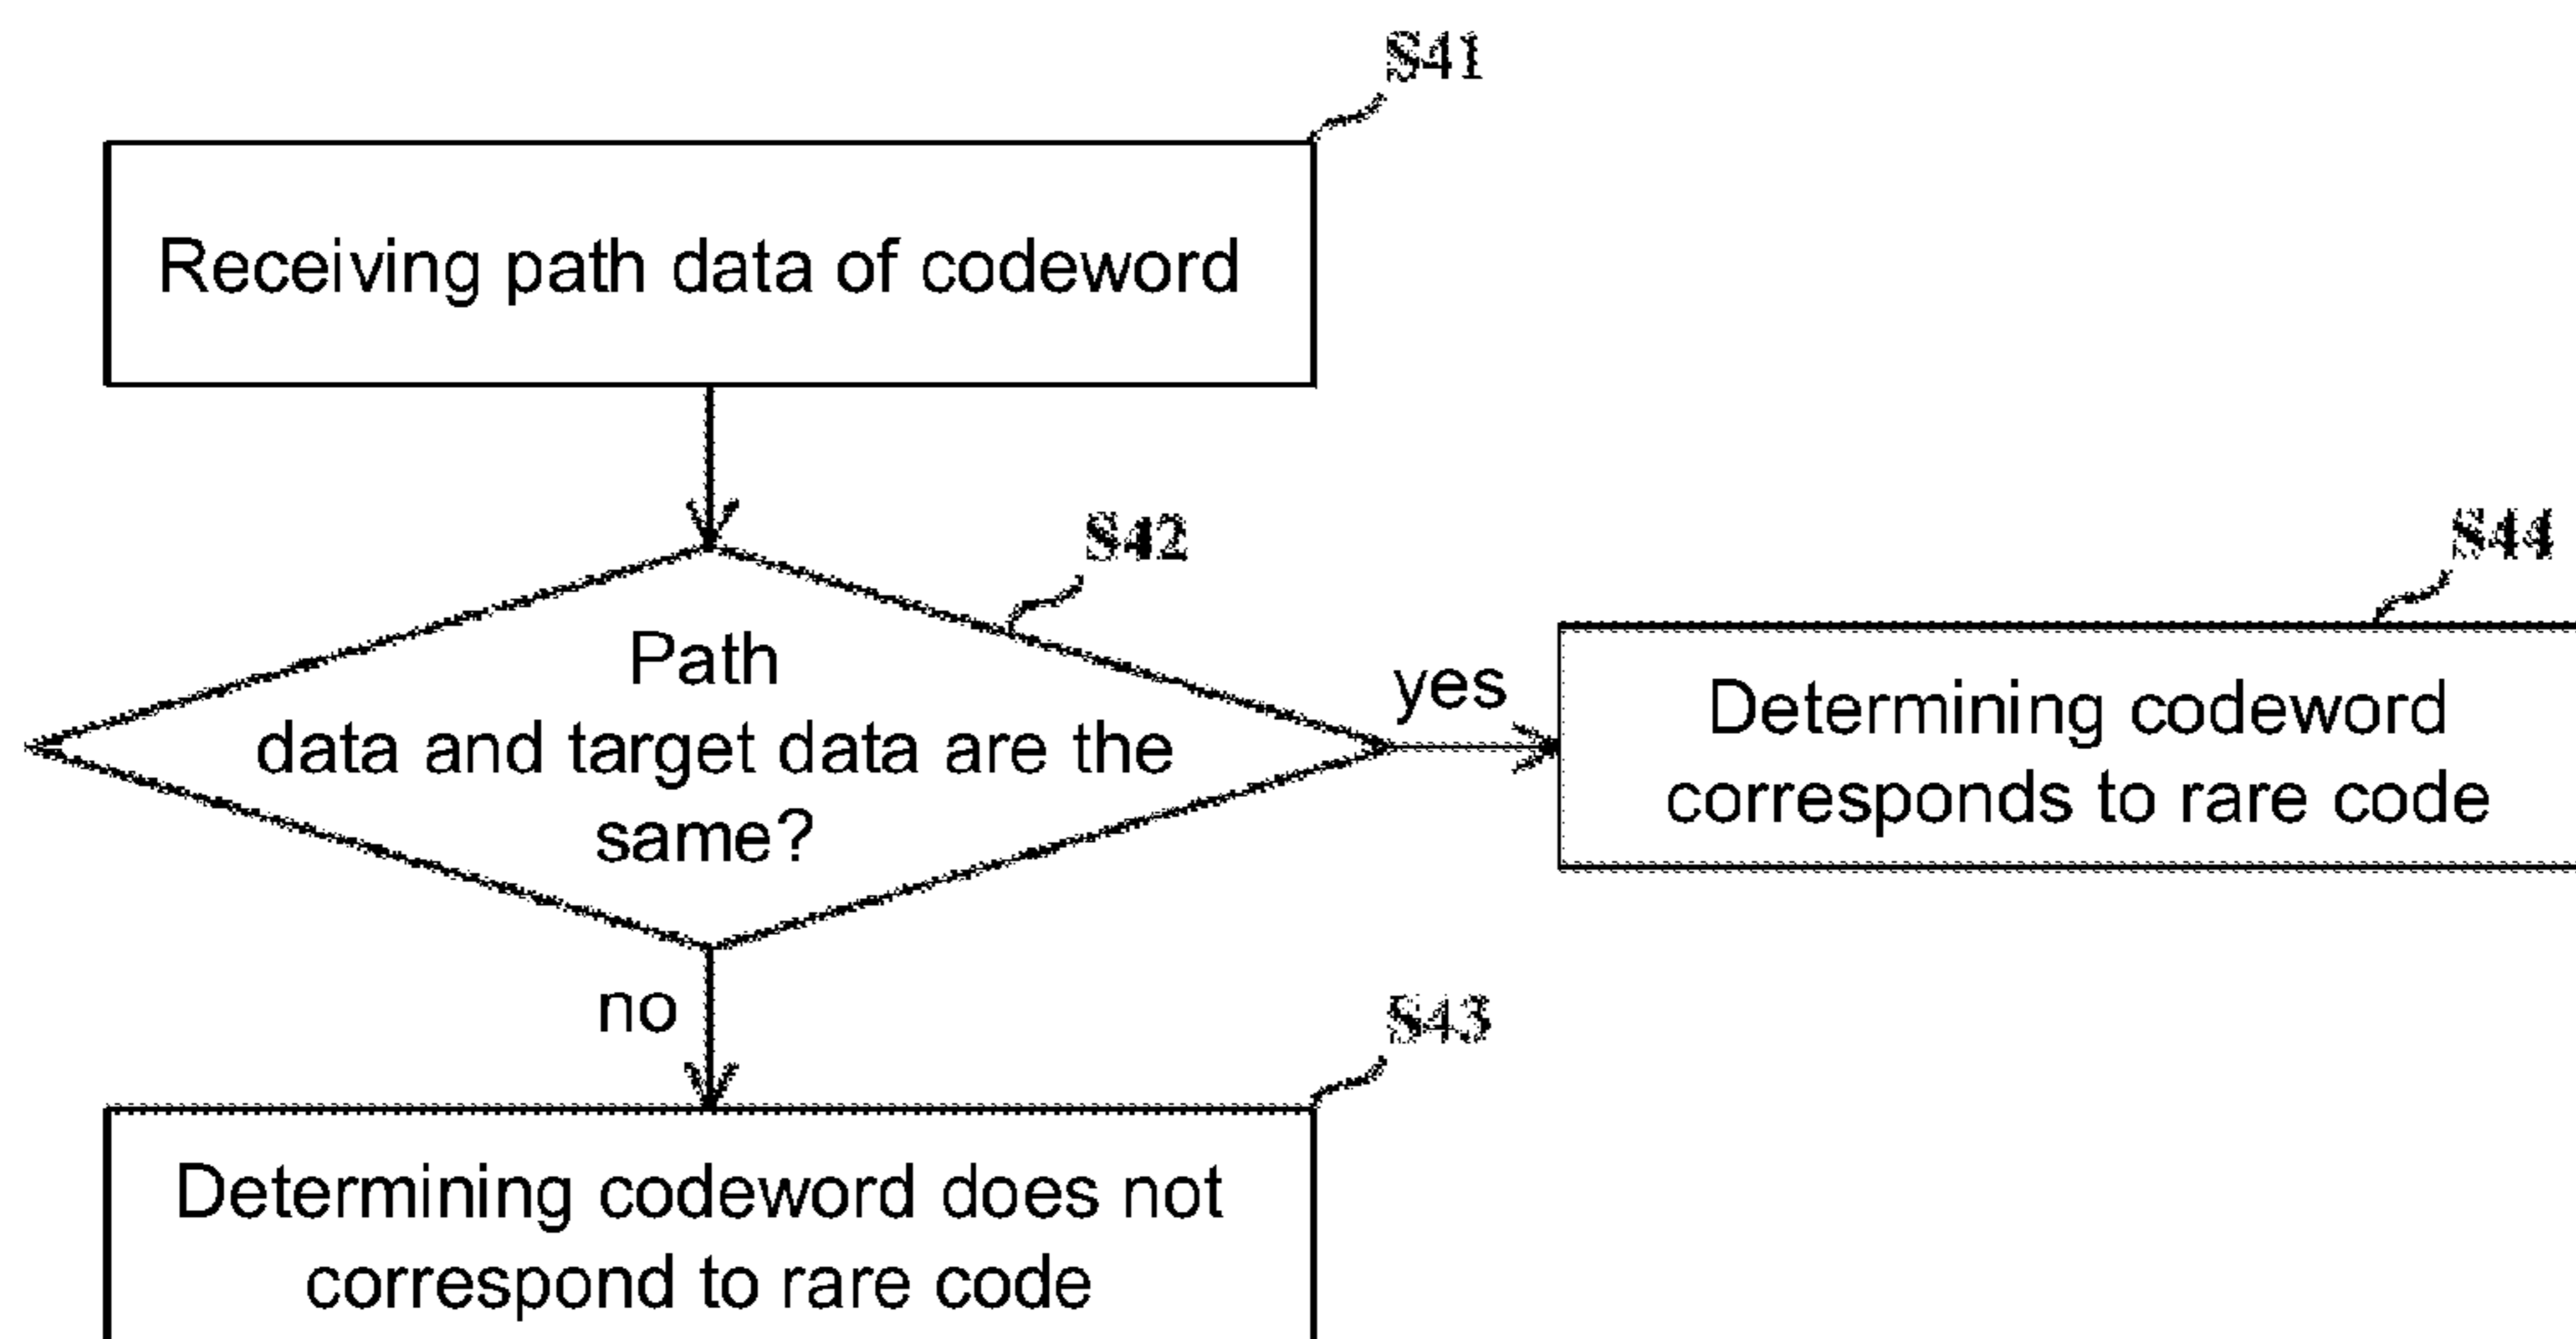 S41
Receiving path data of codeword
S42
Path
data and target data are the
same?
yes
S44
Determining codeword
corresponds to rare code
no
S43
Determining codeword does not
correspond to rare code